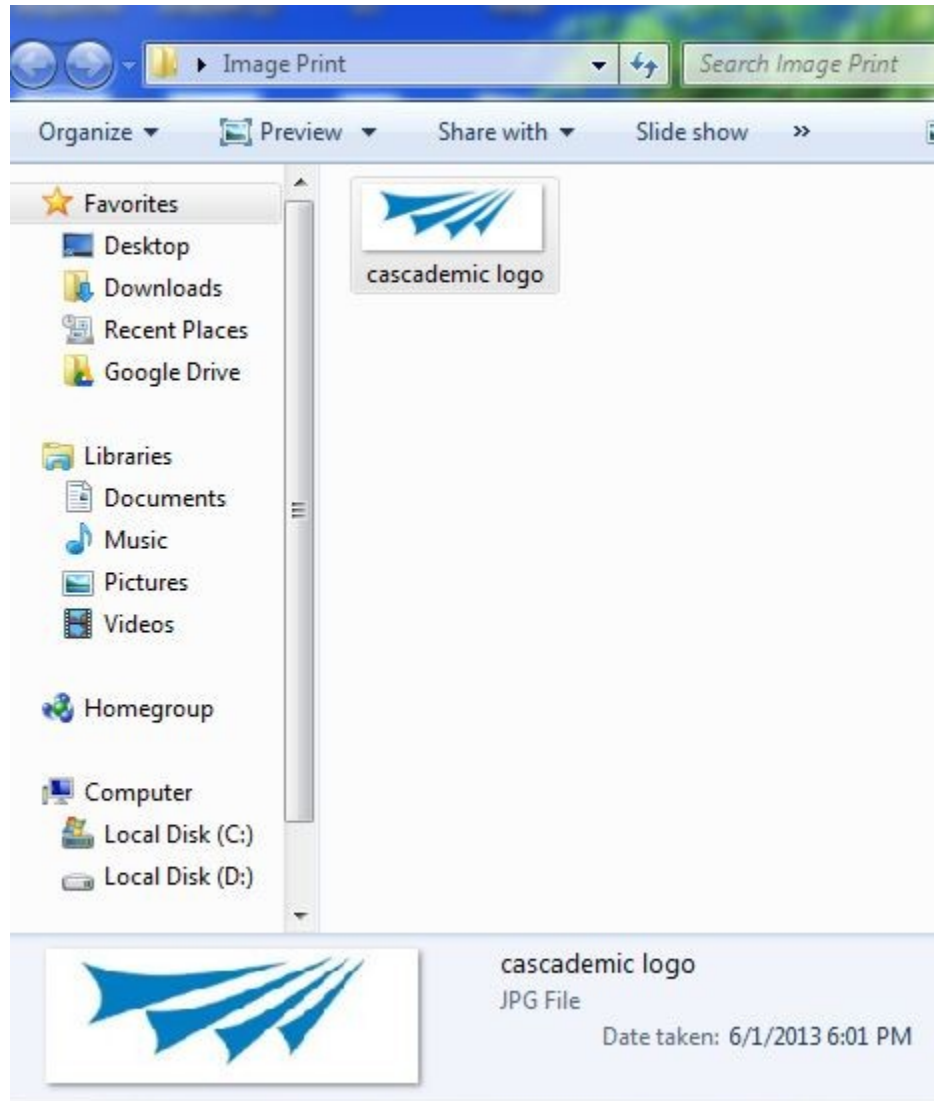 Image Print
Search Image Print
Organize
Preview
Share with
Slide show
»
Favorites
Desktop
Downloads
Recent Places
Google Drive
Libraries
Documents
Music
Pictures
Videos
Homegroup
Computer
Local Disk (C:)
Local Disk (D:)
cascademic logo
cascademic logo
JPG File
Date taken: 6/1/2013 6:01 PM